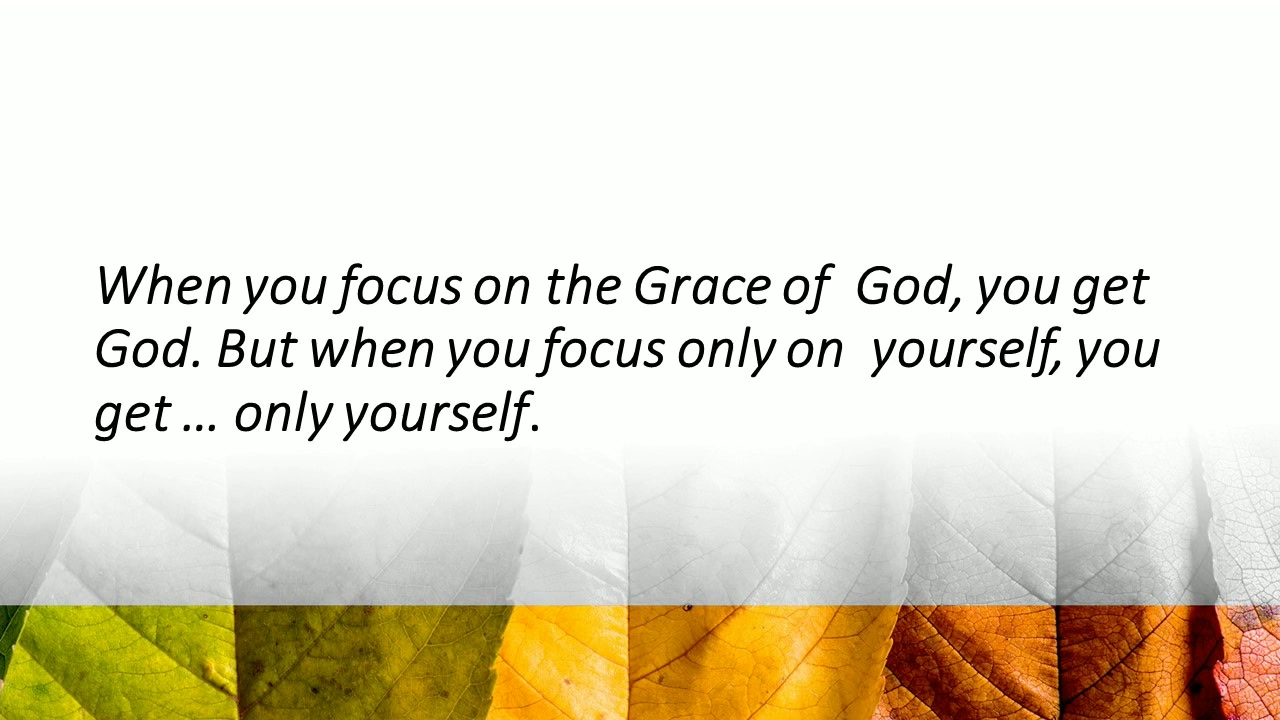 When you focus on the Grace of  God, you get
God. But when you focus only on  yourself, you
get … only yourself.